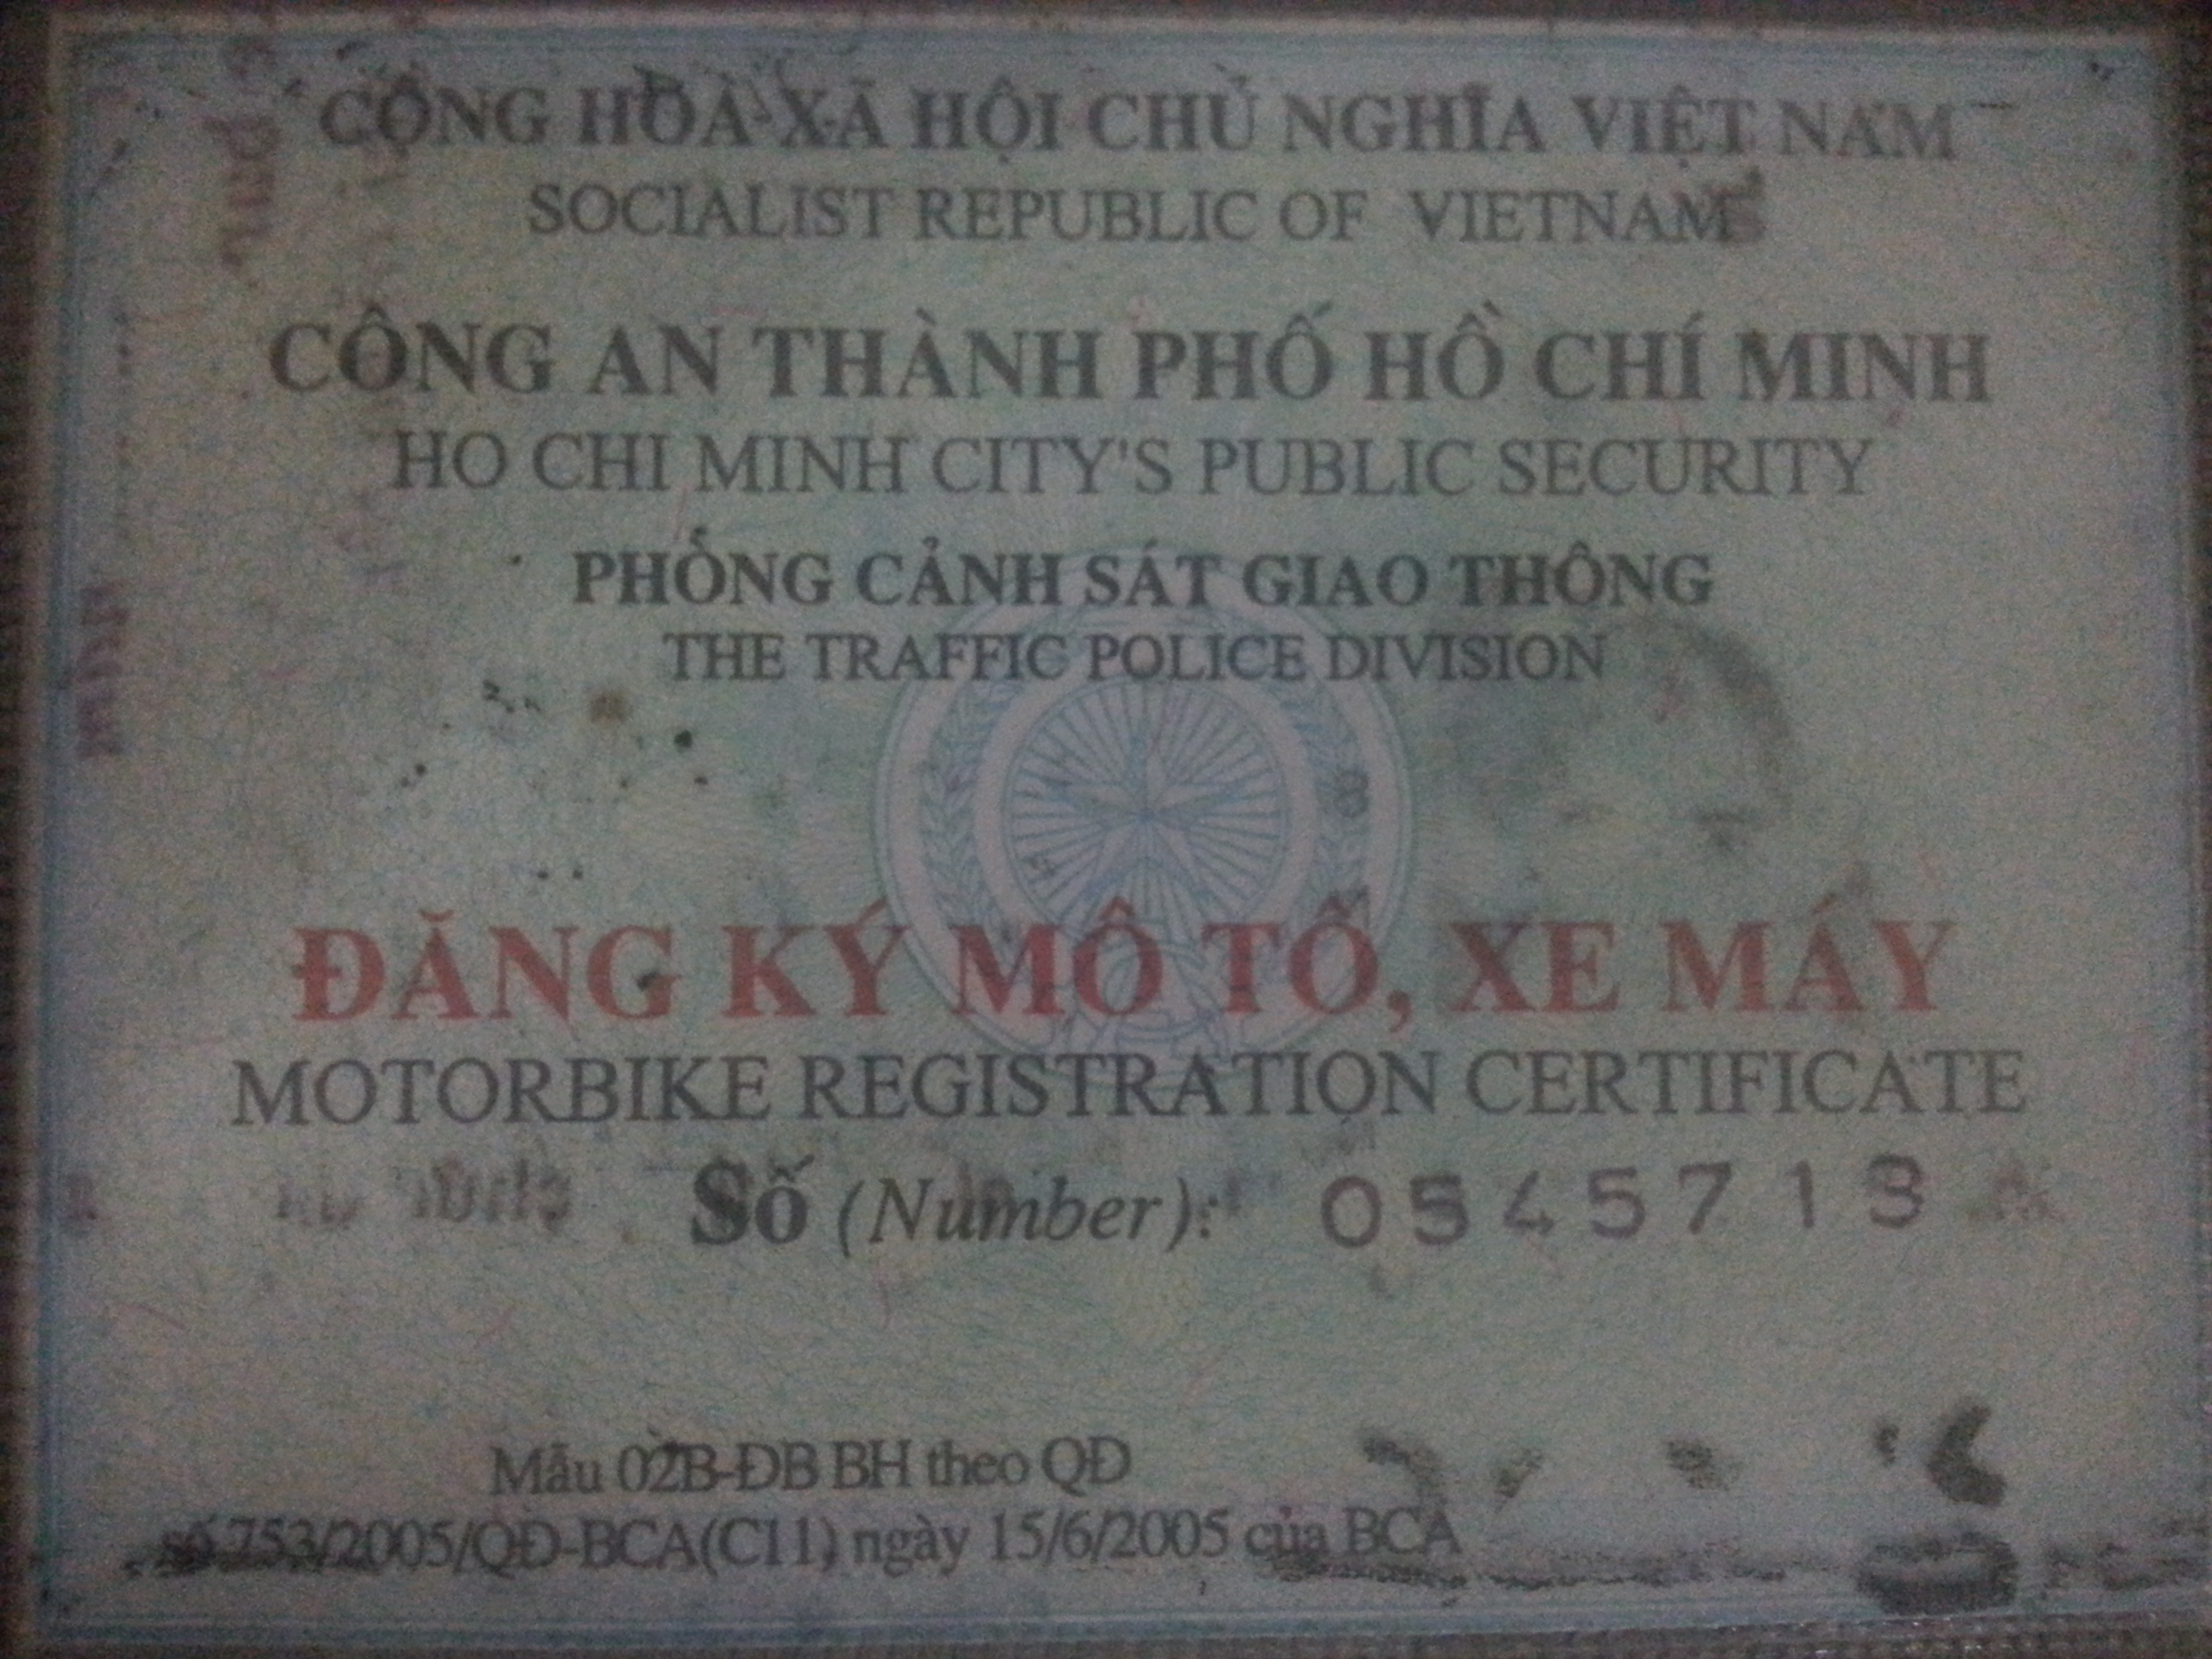 CỘNG HÒA XÃ HỘI CHỦ NGHĨA VIỆT NAM
SOCIALIST REPUBLIC OF VIETNAM
CÔNG AN THÀNH PHỐ HỒ CHÍ MINH
HO CHI MINH CITY'S PUBLIC SECURITY
PHÒNG CẢNH SÁT GIAO THÔNG
THE TRAFFIC POLICE DIVISION
ĐĂNG KÝ MÔ TÔ, XE MÁY
MOTORBIKE REGISTRATION CERTIFICATE
Số (Number): 0545713
Mẫu 02B-ĐB BH theo QĐ
số 753/2005/QĐ-BCA(C11) ngày 15/6/2005 của BCA